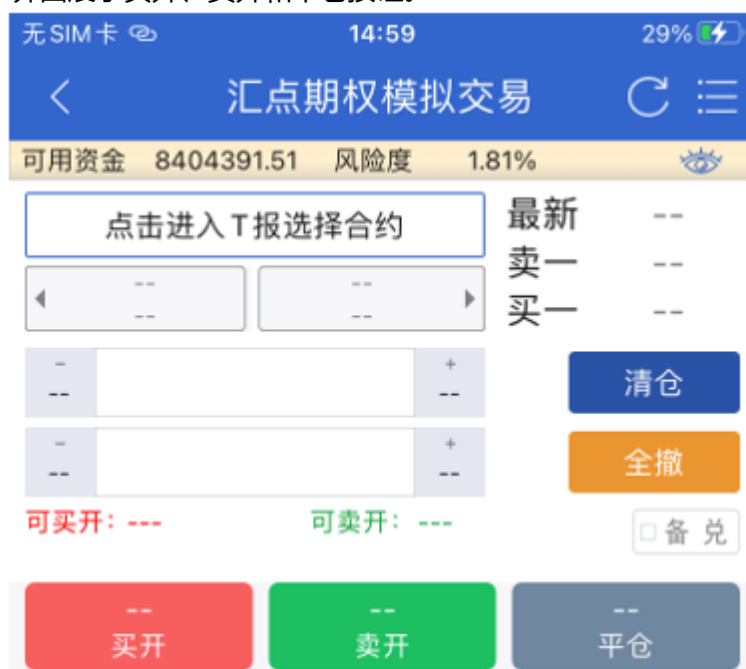 无SIM卡 14:59 29%
汇点期权模拟交易
可用资金 8404391.51 风险度 1.81%
点击进入T报选择合约
最新 --
卖一 --
买一 --
-- --
-- --
- +
-- --
清仓
- +
-- --
全撤
可买开: --- 可卖开: ---
备 兑
-- -- --
买开 卖开 平仓